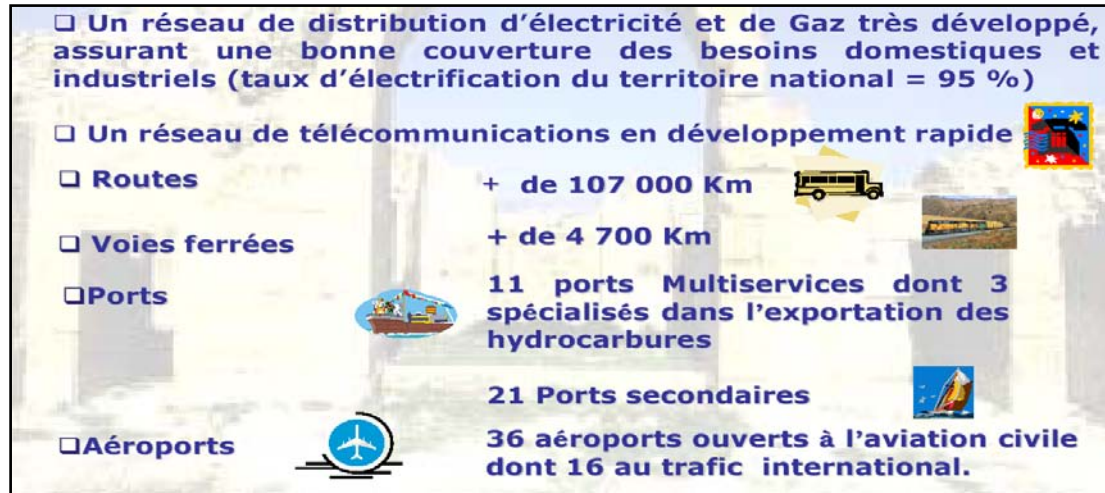 ❑ Un réseau de distribution d’électricité et de Gaz très développé,
assurant une bonne couverture des besoins domestiques et
industriels (taux d’électrification du territoire national = 95 %)
❑ Un réseau de télécommunications en développement rapide
❑ Routes + de 107 000 Km
❑ Voies ferrées + de 4 700 Km
❑Ports 11 ports Multiservices dont 3
spécialisés dans l’exportation des
hydrocarbures
21 Ports secondaires
❑Aéroports 36 aéroports ouverts à l’aviation civile
dont 16 au trafic international.